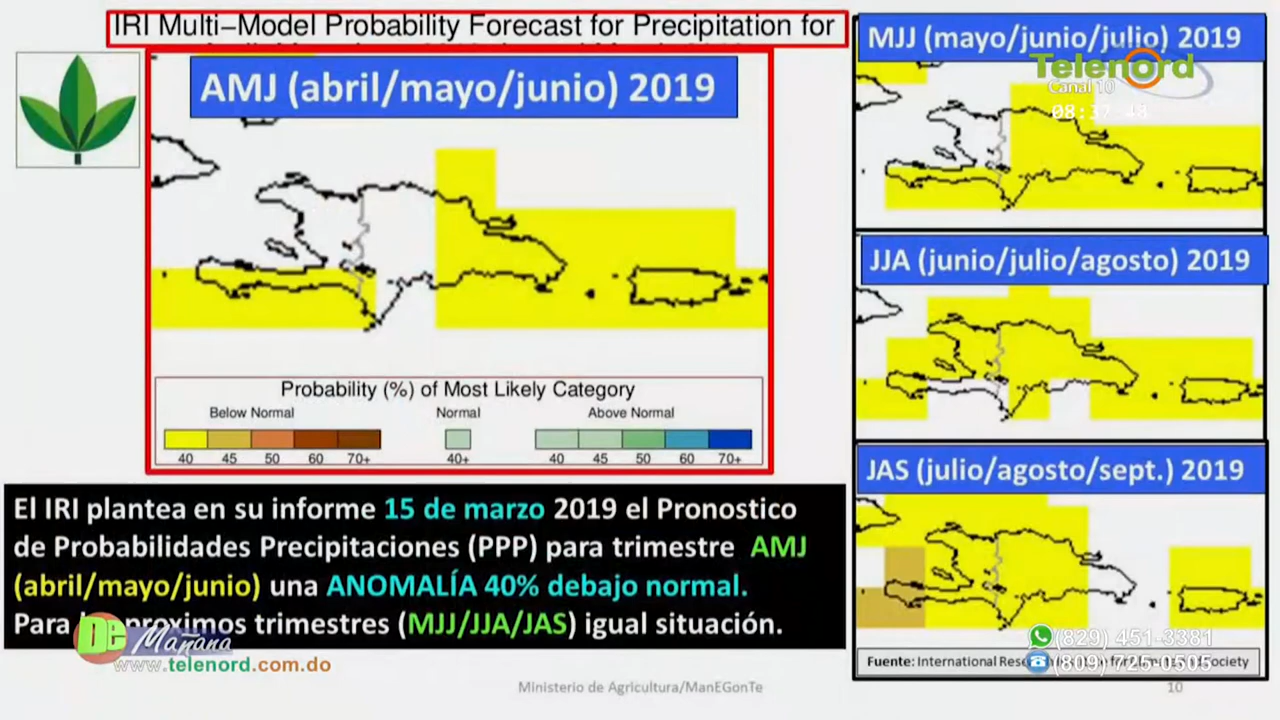 IRI Multi-Model Probability Forecast for Precipitation for
AMJ (abril/mayo/junio) 2019
Probability (%) of Most Likely Category
Below Normal Normal Above Normal
40 45 50 60 70+ 40+ 40 45 50 60 70+
El IRI plantea en su informe 15 de marzo 2019 el Pronostico
de Probabilidades Precipitaciones (PPP) para trimestre AMJ
(abril/mayo/junio) una ANOMALÍA 40% debajo normal.
Para proximos trimestres (MJJ/JJA/JAS) igual situación.
De Mañana
www.telenord.com.do
MJJ (mayo/junio/julio) 2019
Telenord
Canal 10
08:37:48
JJA (junio/julio/agosto) 2019
JAS (julio/agosto/sept.) 2019
(829) 451-3381
(809) 725-0505
Fuente: International Society
Ministerio de Agricultura/ManEGonTe
10